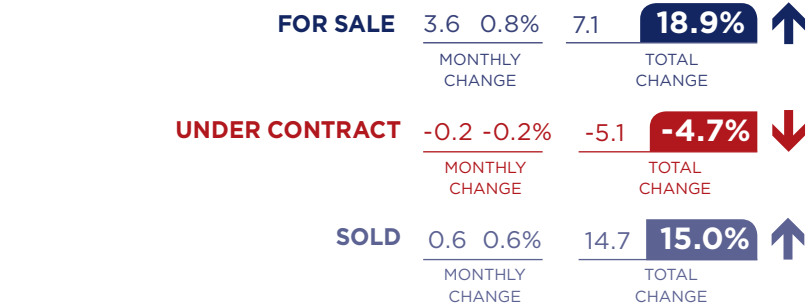 FOR SALE 3.6 0.8% 7.1 18.9%
MONTHLY CHANGE TOTAL CHANGE
UNDER CONTRACT -0.2 -0.2% -5.1 -4.7%
MONTHLY CHANGE TOTAL CHANGE
SOLD 0.6 0.6% 14.7 15.0%
MONTHLY CHANGE TOTAL CHANGE